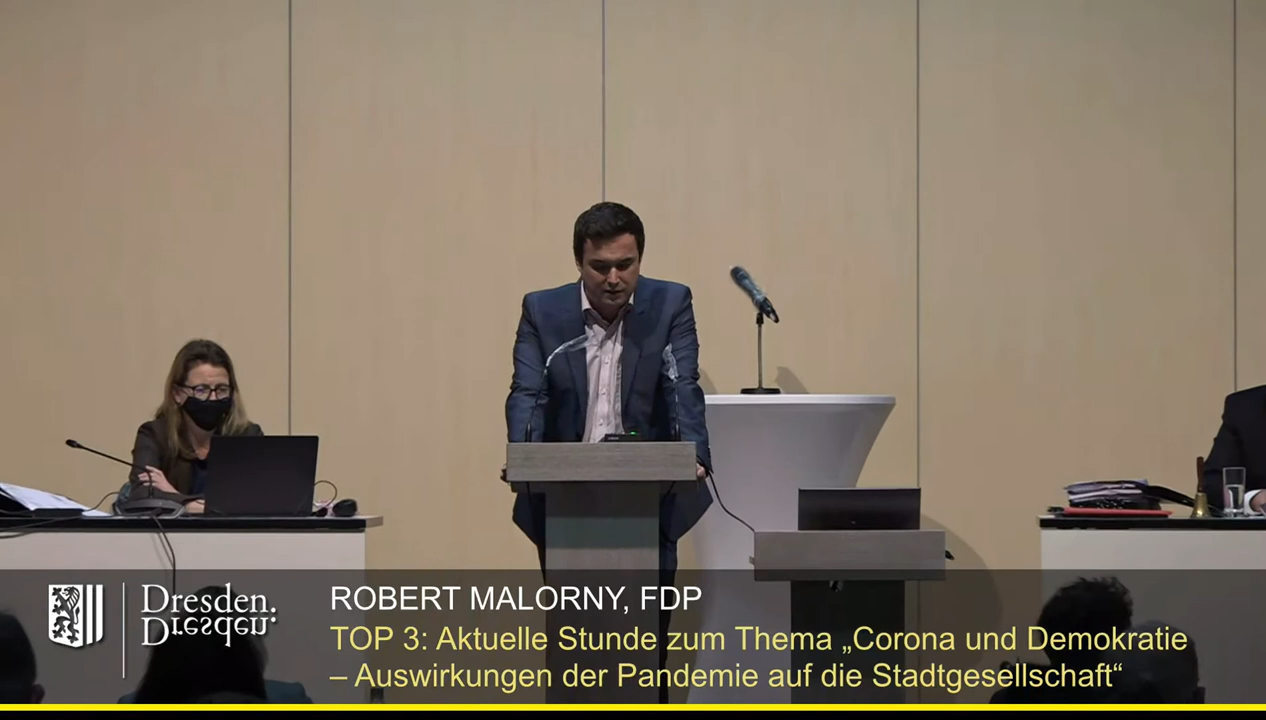 Dresden.
Dresden.
ROBERT MALORNY, FDP
TOP 3: Aktuelle Stunde zum Thema „Corona und Demokratie
– Auswirkungen der Pandemie auf die Stadtgesellschaft“